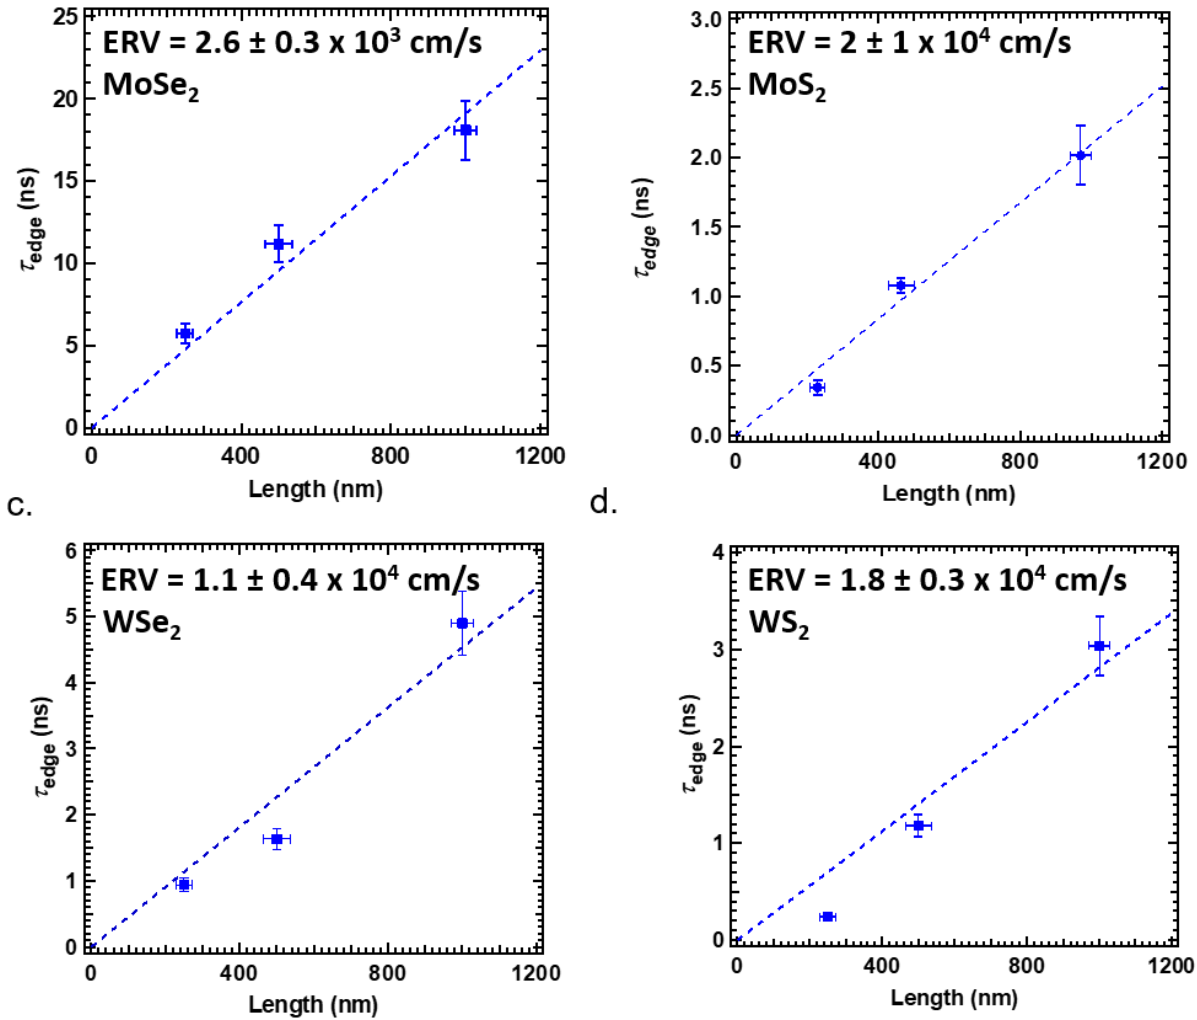 ERV = 2.6 ± 0.3 x 10³ cm/s
MoSe₂
25
20
15
10
5
0
τedge (ns)
0 400 800 1200
Length (nm)
ERV = 2 ± 1 x 10⁴ cm/s
MoS₂
3.0
2.5
2.0
1.5
1.0
0.5
0.0
τedge (ns)
0 400 800 1200
Length (nm)
c.
ERV = 1.1 ± 0.4 x 10⁴ cm/s
WSe₂
6
5
4
3
2
1
0
τedge (ns)
0 400 800 1200
Length (nm)
d.
ERV = 1.8 ± 0.3 x 10⁴ cm/s
WS₂
4
3
2
1
0
τedge (ns)
0 400 800 1200
Length (nm)